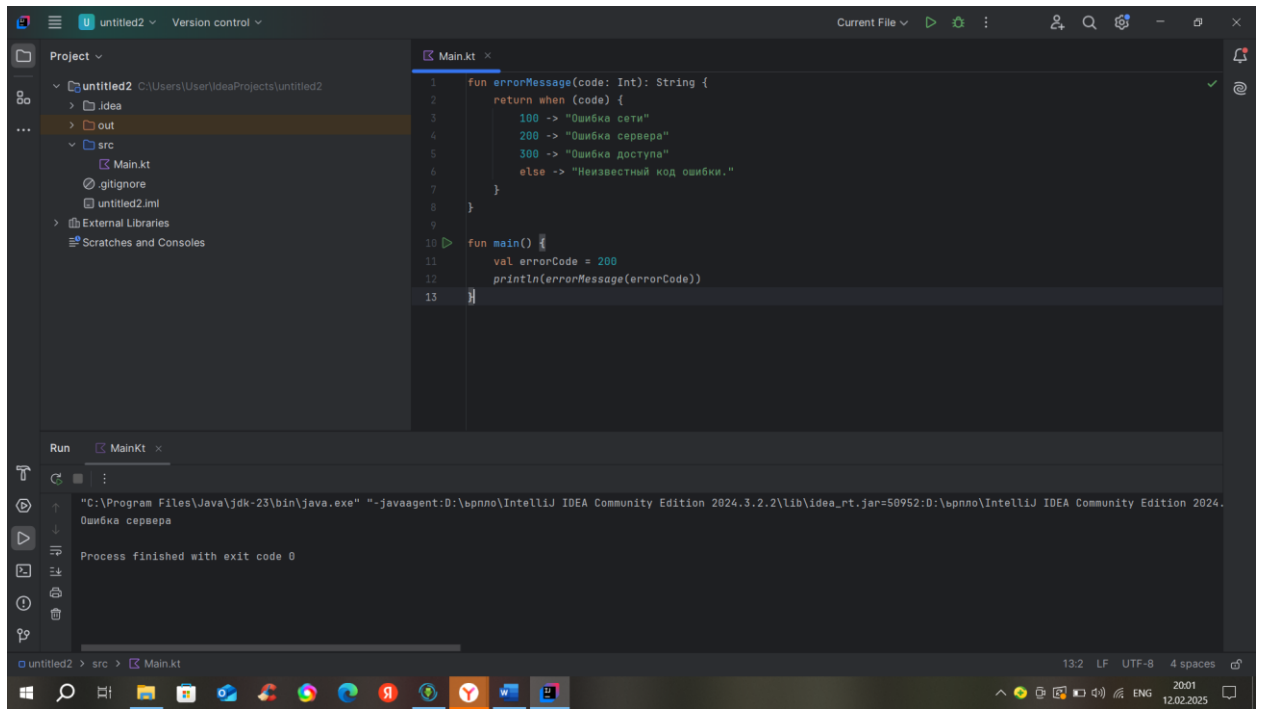 U untitled2 Version control Current File
Project
Main.kt
untitled2 C:\Users\User\IdeaProjects\untitled2
.idea
out
src
Main.kt
.gitignore
untitled2.iml
External Libraries
Scratches and Consoles
1 fun errorMessage(code: Int): String {
2 return when (code) {
3 100 -> "Ошибка сети"
4 200 -> "Ошибка сервера"
5 300 -> "Ошибка доступа"
6 else -> "Неизвестный код ошибки."
7 }
8 }
9
10 fun main() {
11 val errorCode = 200
12 println(errorMessage(errorCode))
13 }
Run MainKt
"C:\Program Files\Java\jdk-23\bin\java.exe" "-javaagent:D:\ьрпло\IntelliJ IDEA Community Edition 2024.3.2.2\lib\idea_rt.jar=50952:D:\ьрпло\IntelliJ IDEA Community Edition 2024.
Ошибка сервера
Process finished with exit code 0
untitled2 > src > Main.kt 13:2 LF UTF-8 4 spaces
ENG 20:01
12.02.2025